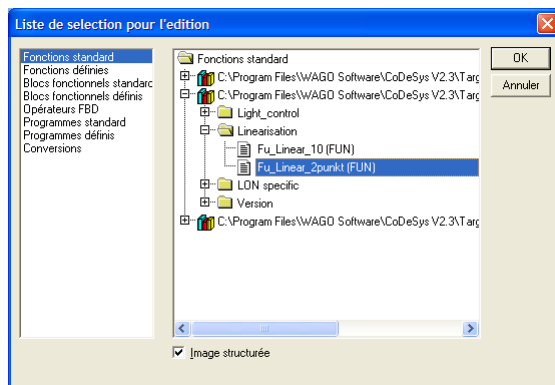 Liste de selection pour l'edition
Fonctions standard
Fonctions définies
Blocs fonctionnels standarc
Blocs fonctionnels définis
Opérateurs FBD
Programmes standard
Programmes définis
Conversions
Fonctions standard
C:\Program Files\WAGO Software\CoDeSys V2.3\Targ
C:\Program Files\WAGO Software\CoDeSys V2.3\Targ
Light_control
Linearisation
Fu_Linear_10 (FUN)
Fu_Linear_2punkt (FUN)
LON specific
Version
C:\Program Files\WAGO Software\CoDeSys V2.3\Targ
OK
Annuler
Image structurée